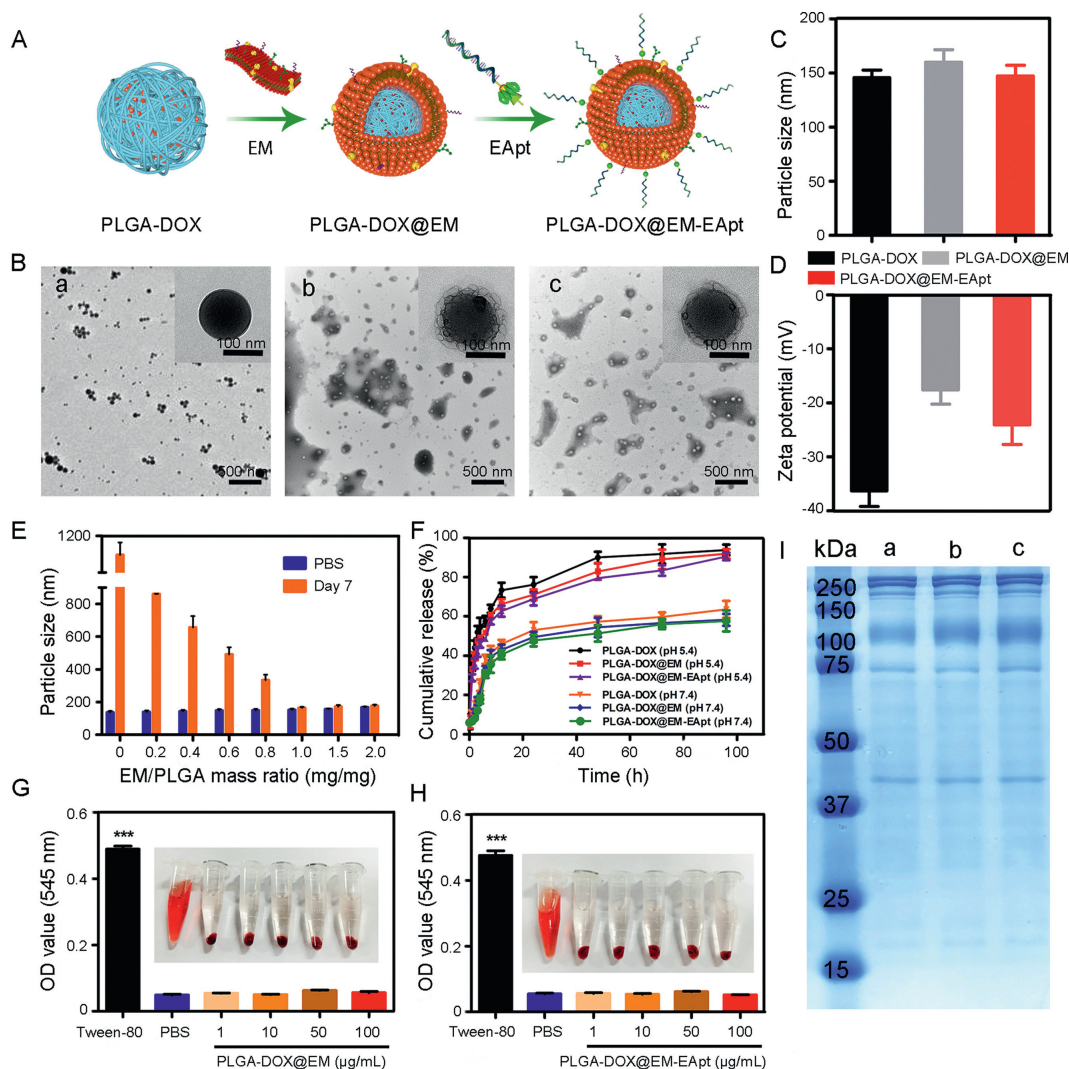 A
EM
EApt
PLGA-DOX
PLGA-DOX@EM
PLGA-DOX@EM-EApt
B
a
100 nm
500 nm
b
100 nm
500 nm
c
100 nm
500 nm
C
Particle size (nm)
200
150
100
50
0
PLGA-DOX
PLGA-DOX@EM
PLGA-DOX@EM-EApt
D
Zeta potential (mV)
0
-10
-20
-30
-40
E
Particle size (nm)
1200
800
600
400
200
0
PBS
Day 7
0 0.2 0.4 0.6 0.8 1.0 1.5 2.0
EM/PLGA mass ratio (mg/mg)
F
Cumulative release (%)
100
80
60
40
20
0
PLGA-DOX (pH 5.4)
PLGA-DOX@EM (pH 5.4)
PLGA-DOX@EM-EApt (pH 5.4)
PLGA-DOX (pH 7.4)
PLGA-DOX@EM (pH 7.4)
PLGA-DOX@EM-EApt (pH 7.4)
0 20 40 60 80 100
Time (h)
G
OD value (545 nm)
0.6
0.4
0.2
0
***
Tween-80 PBS 1 10 50 100
PLGA-DOX@EM (μg/mL)
H
OD value (545 nm)
0.6
0.4
0.2
0
***
Tween-80 PBS 1 10 50 100
PLGA-DOX@EM-EApt (μg/mL)
I
kDa a b c
250
150
100
75
50
37
25
15